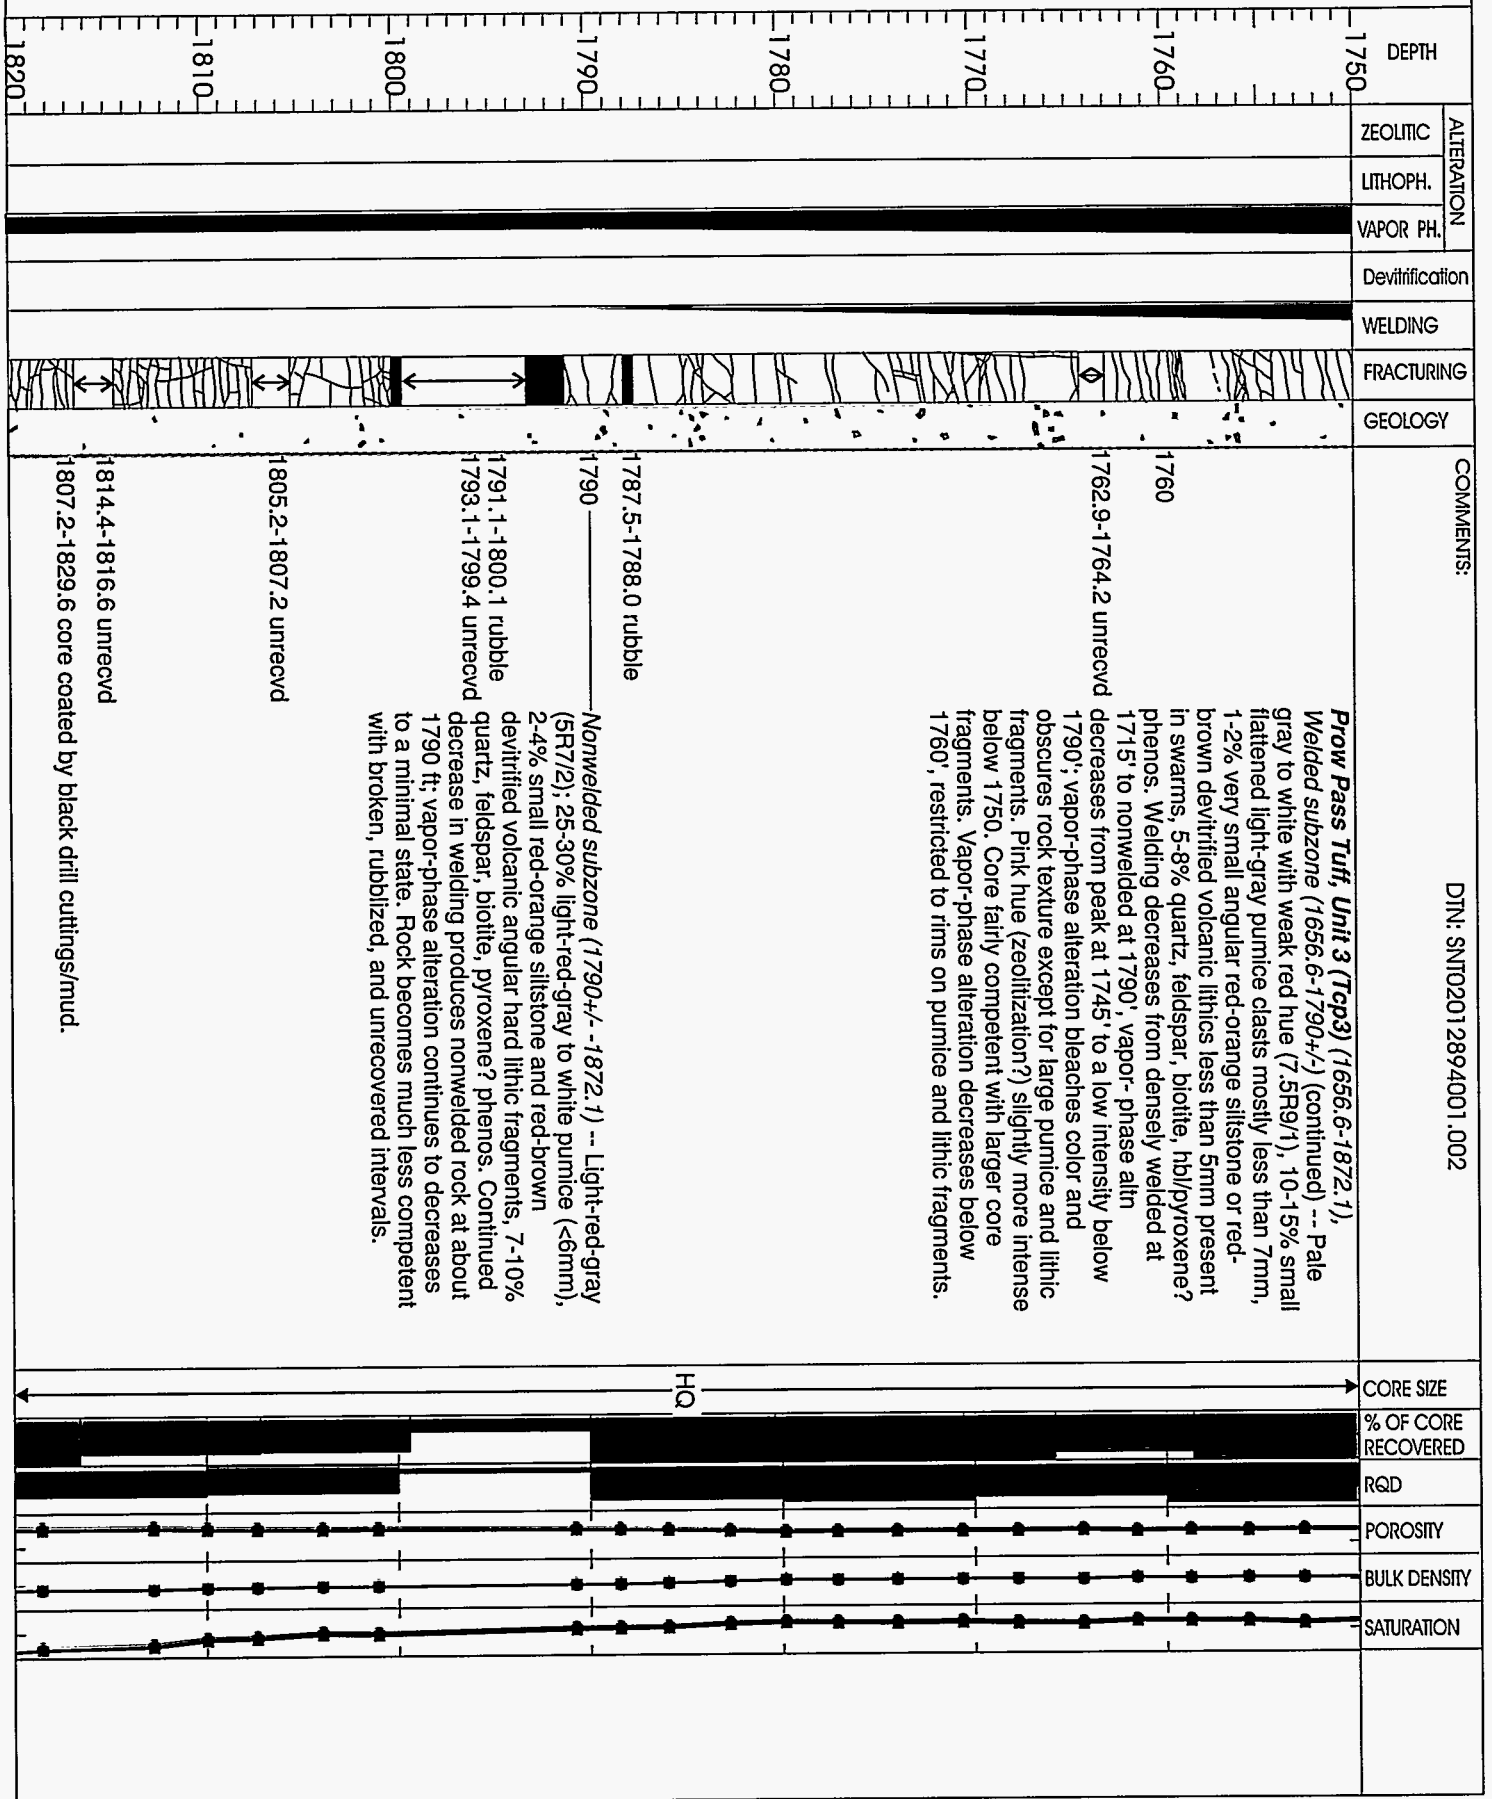 COMMENTS:
DTN: SNT02012894001.002
DEPTH
ALTERATION
ZEOLITIC
LITHOPH.
VAPOR PH.
Devitrification
WELDING
FRACTURING
GEOLOGY
CORE SIZE
% OF CORE
RECOVERED
RQD
POROSITY
BULK DENSITY
SATURATION
1750
1760
1770
1780
1790
1800
1810
1820
1760
1762.9-1764.2 unrecvd
1787.5-1788.0 rubble
1790
1791.1-1800.1 rubble
1793.1-1799.4 unrecvd
1805.2-1807.2 unrecvd
1814.4-1816.6 unrecvd
1807.2-1829.6 core coated by black drill cuttings/mud.
Prow Pass Tuff, Unit 3 (Tcp3) (1656.6-1872.1),
Welded subzone (1656.6-1790+/-) (continued) -- Pale
gray to white with weak red hue (7.5R9/1), 10-15% small
flattened light-gray pumice clasts mostly less than 7mm,
1-2% very small angular red-orange siltstone or red-
brown devitrified volcanic lithics less than 5mm present
in swarms, 5-8% quartz, feldspar, biotite, hbl/pyroxene?
phenos. Welding decreases from densely welded at
1715' to nonwelded at 1790', vapor- phase altn
decreases from peak at 1745' to a low intensity below
1790'; vapor-phase alteration bleaches color and
obscures rock texture except for large pumice and lithic
fragments. Pink hue (zeolitization?) slightly more intense
below 1750. Core fairly competent with larger core
fragments. Vapor-phase alteration decreases below
1760', restricted to rims on pumice and lithic fragments.
Nonwelded subzone (1790+/- -1872.1) -- Light-red-gray
(5R7/2); 25-30% light-red-gray to white pumice (<6mm),
2-4% small red-orange siltstone and red-brown
devitrified volcanic angular hard lithic fragments, 7-10%
quartz, feldspar, biotite, pyroxene? phenos. Continued
decrease in welding produces nonwelded rock at about
1790 ft; vapor-phase alteration continues to decreases
to a minimal state. Rock becomes much less competent
with broken, rubblized, and unrecovered intervals.
HQ